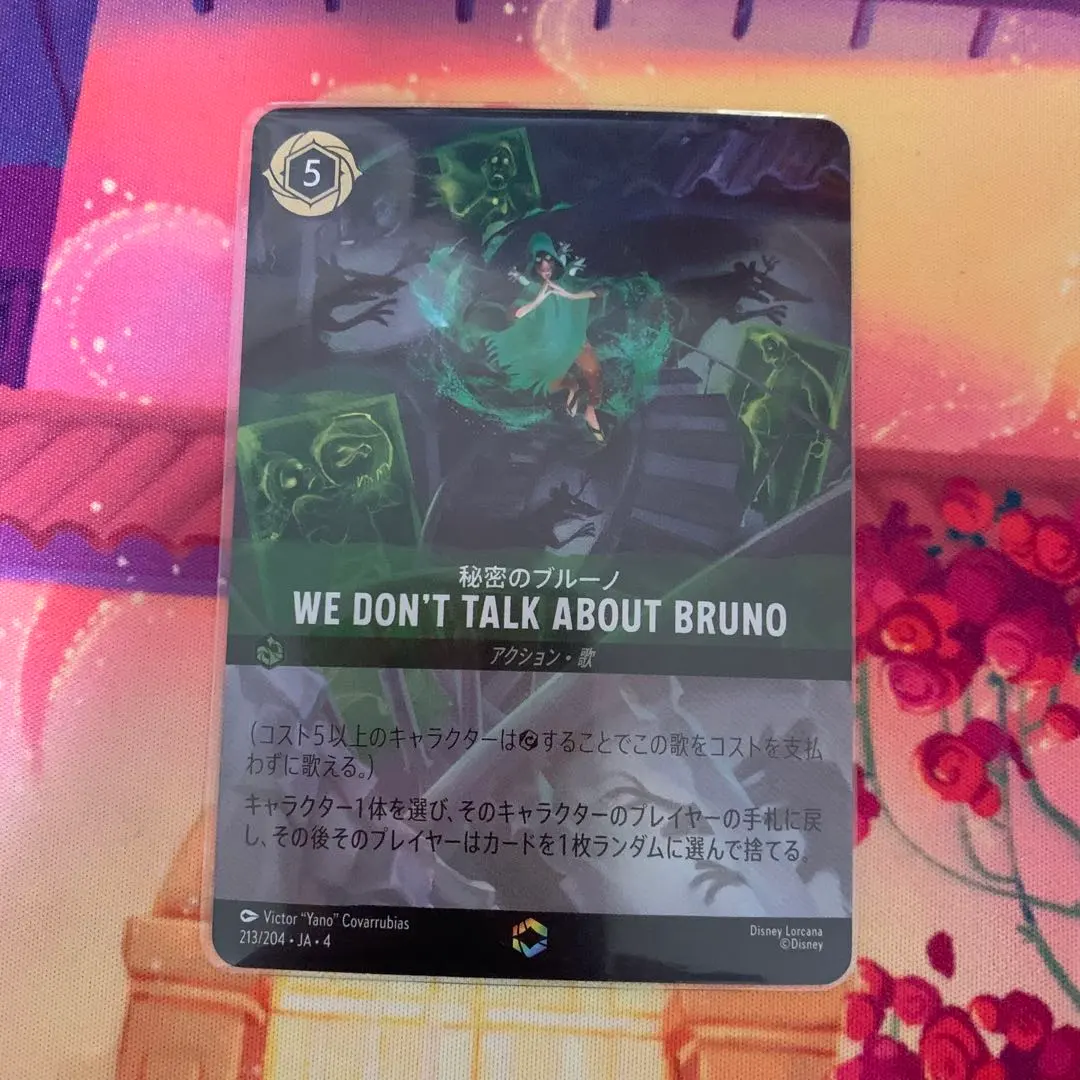 5
秘密のブルーノ
WE DON'T TALK ABOUT BRUNO
アクション・歌
(コスト5以上のキャラクターはすることでこの歌をコストを支払
わずに歌える。)
キャラクター1体を選び、そのキャラクターのプレイヤーの手札に戻
し、その後そのプレイヤーはカードを1枚ランダムに選んで捨てる。
Victor "Yano" Covarrubias
213/204・JA・4
Disney Lorcana
©Disney